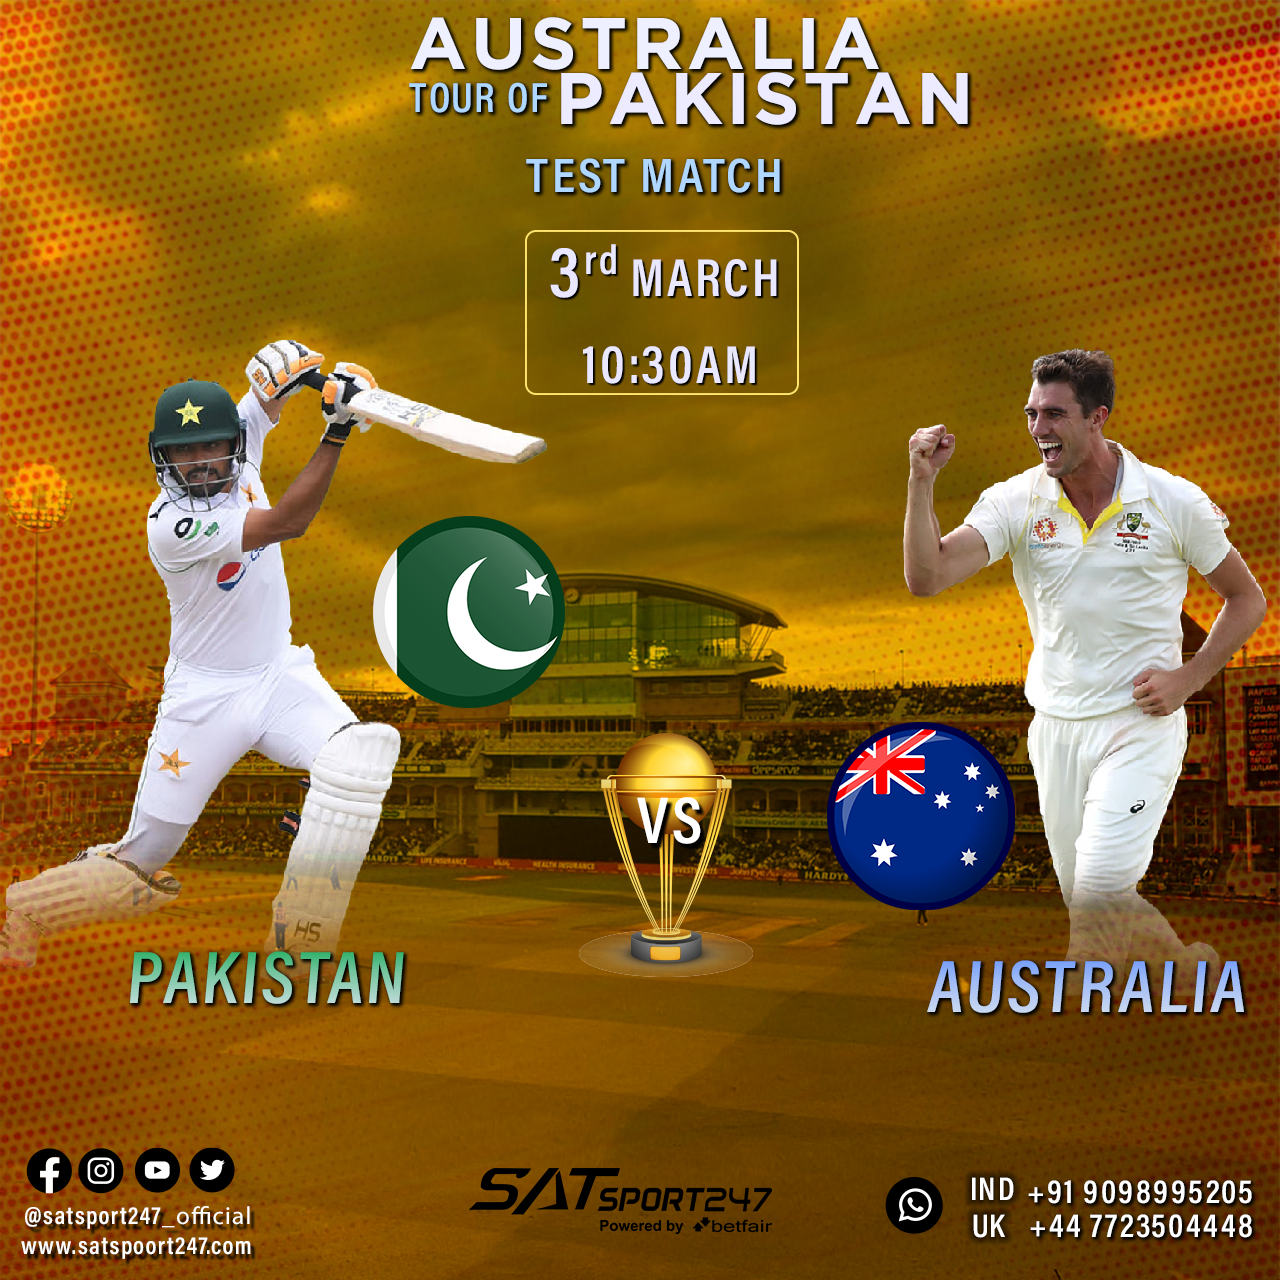 AUSTRALIA
TOUR OF PAKISTAN
TEST MATCH
3rd MARCH
10:30AM
VS
HS
PAKISTAN
AUSTRALIA
@satsport247_official
www.satspoort247.com
SATSPORT247
Powered by betfair
IND +91 9098995205
UK +44 7723504448